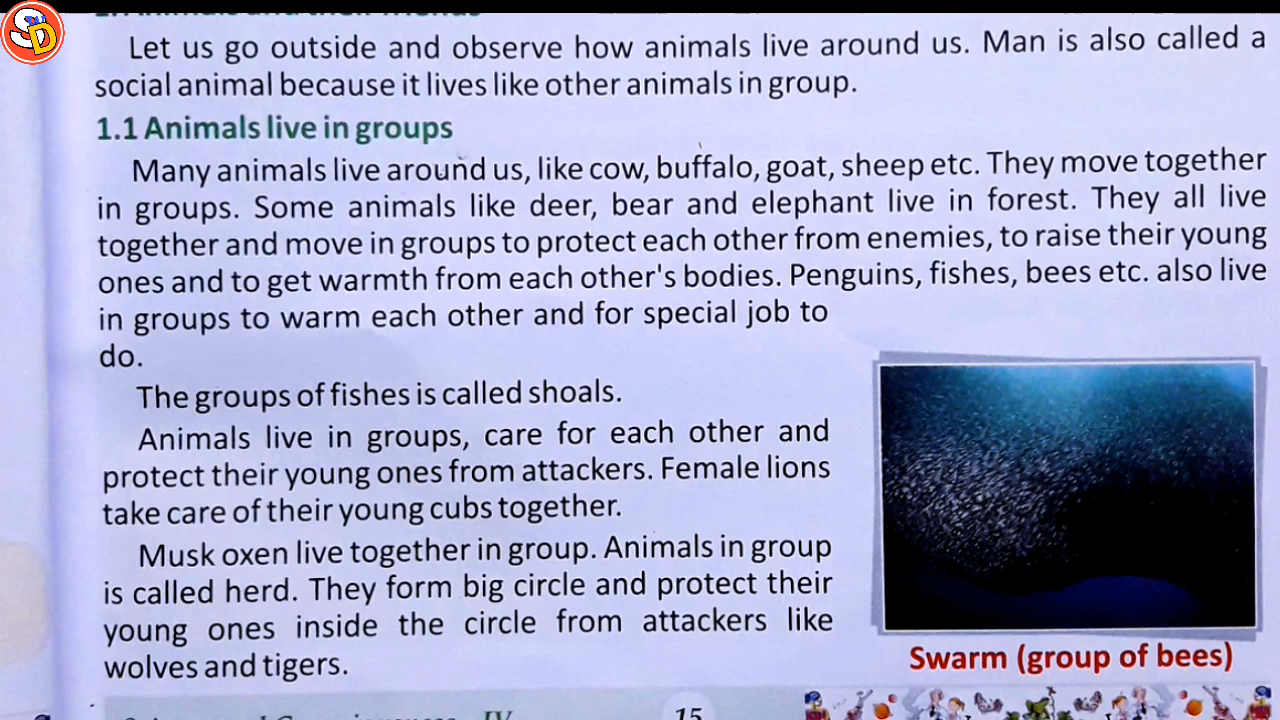 SD
1. Animals and their friends
Let us go outside and observe how animals live around us. Man is also called a
social animal because it lives like other animals in group.
1.1 Animals live in groups
Many animals live around us, like cow, buffalo, goat, sheep etc. They move together
in groups. Some animals like deer, bear and elephant live in forest. They all live
together and move in groups to protect each other from enemies, to raise their young
ones and to get warmth from each other's bodies. Penguins, fishes, bees etc. also live
in groups to warm each other and for special job to
do.
The groups of fishes is called shoals.
Animals live in groups, care for each other and
protect their young ones from attackers. Female lions
take care of their young cubs together.
Musk oxen live together in group. Animals in group
is called herd. They form big circle and protect their
young ones inside the circle from attackers like
wolves and tigers.
Swarm (group of bees)
IV
15